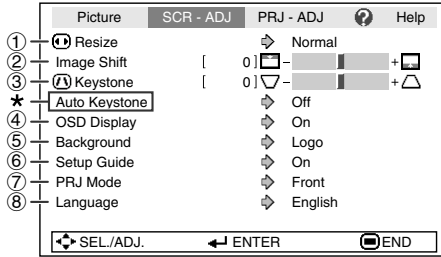 Picture SCR - ADJ PRJ - ADJ Help
① Resize Normal
② Image Shift [ 0 ] – +
③ Keystone [ 0 ] – +
* Auto Keystone Off
④ OSD Display On
⑤ Background Logo
⑥ Setup Guide On
⑦ PRJ Mode Front
⑧ Language English
SEL./ADJ. ENTER END